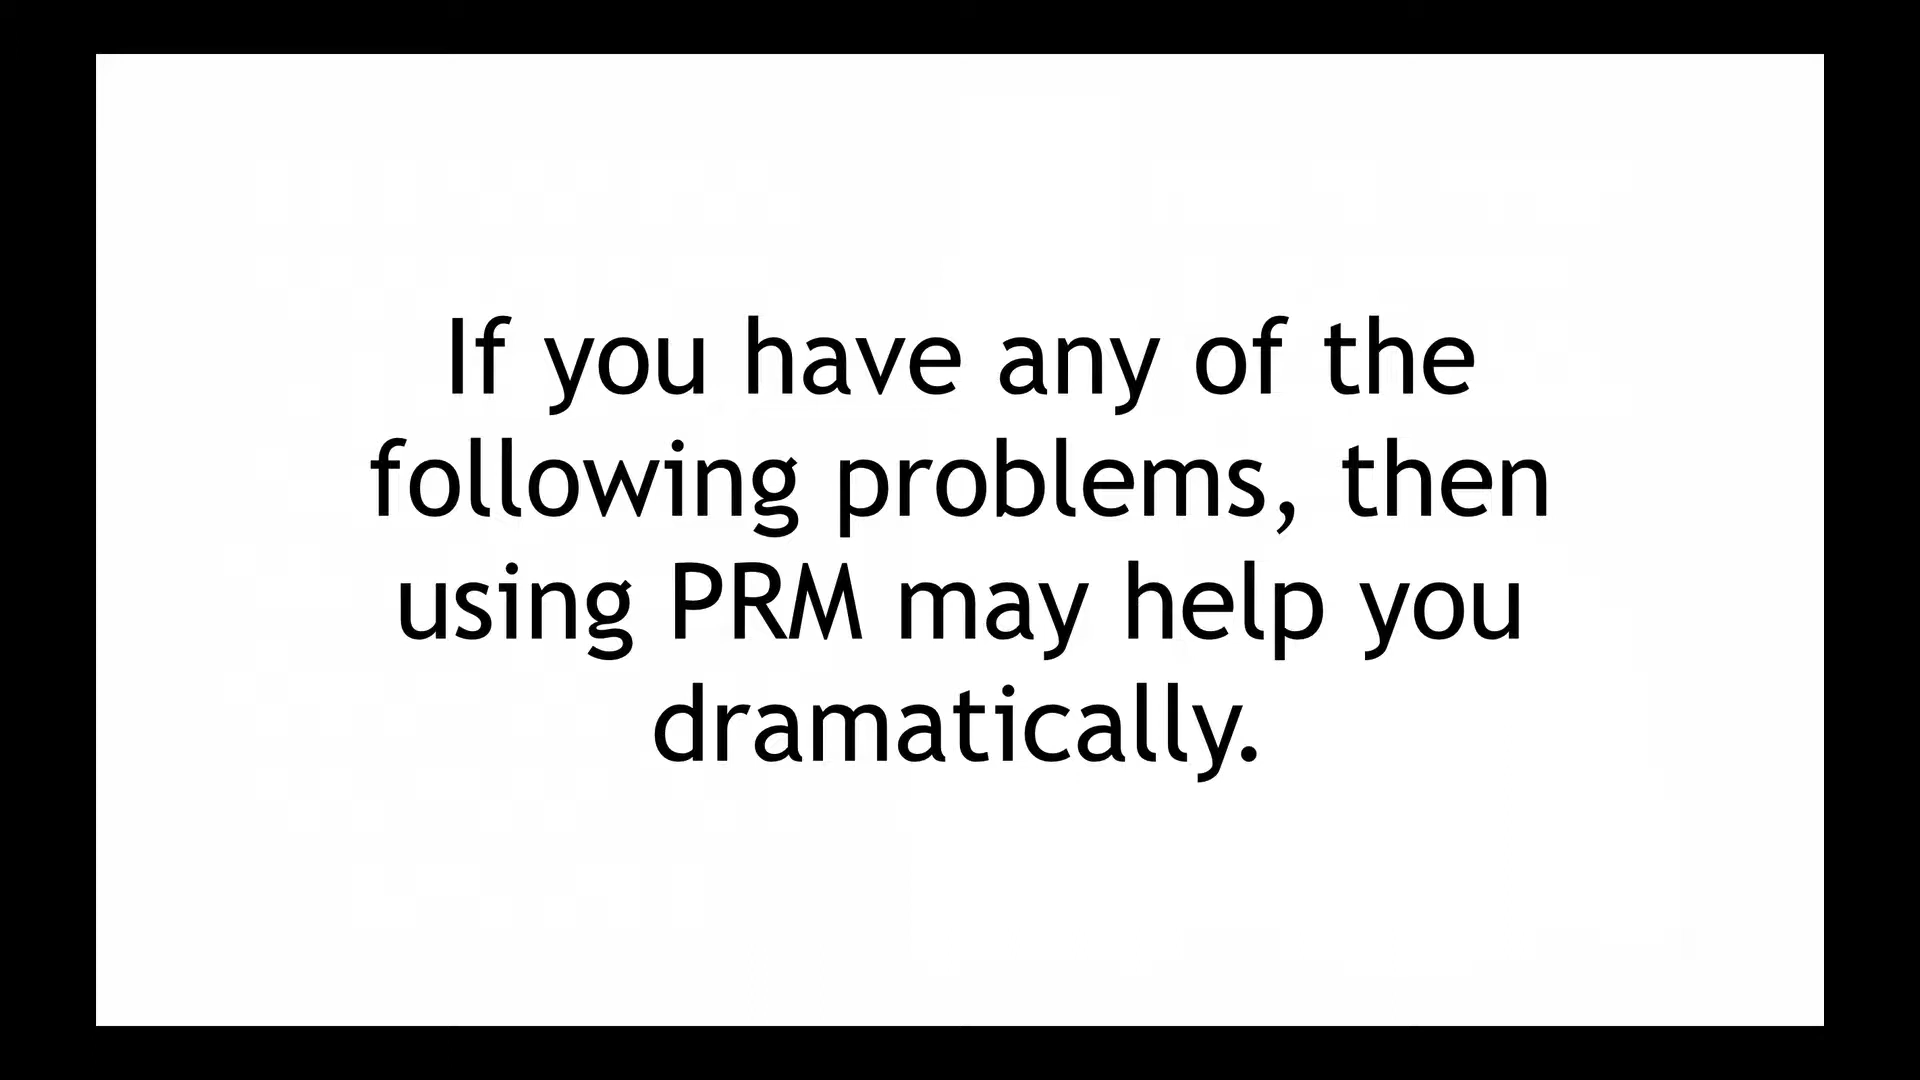 If you have any of the
following problems, then
using PRM may help you
dramatically.